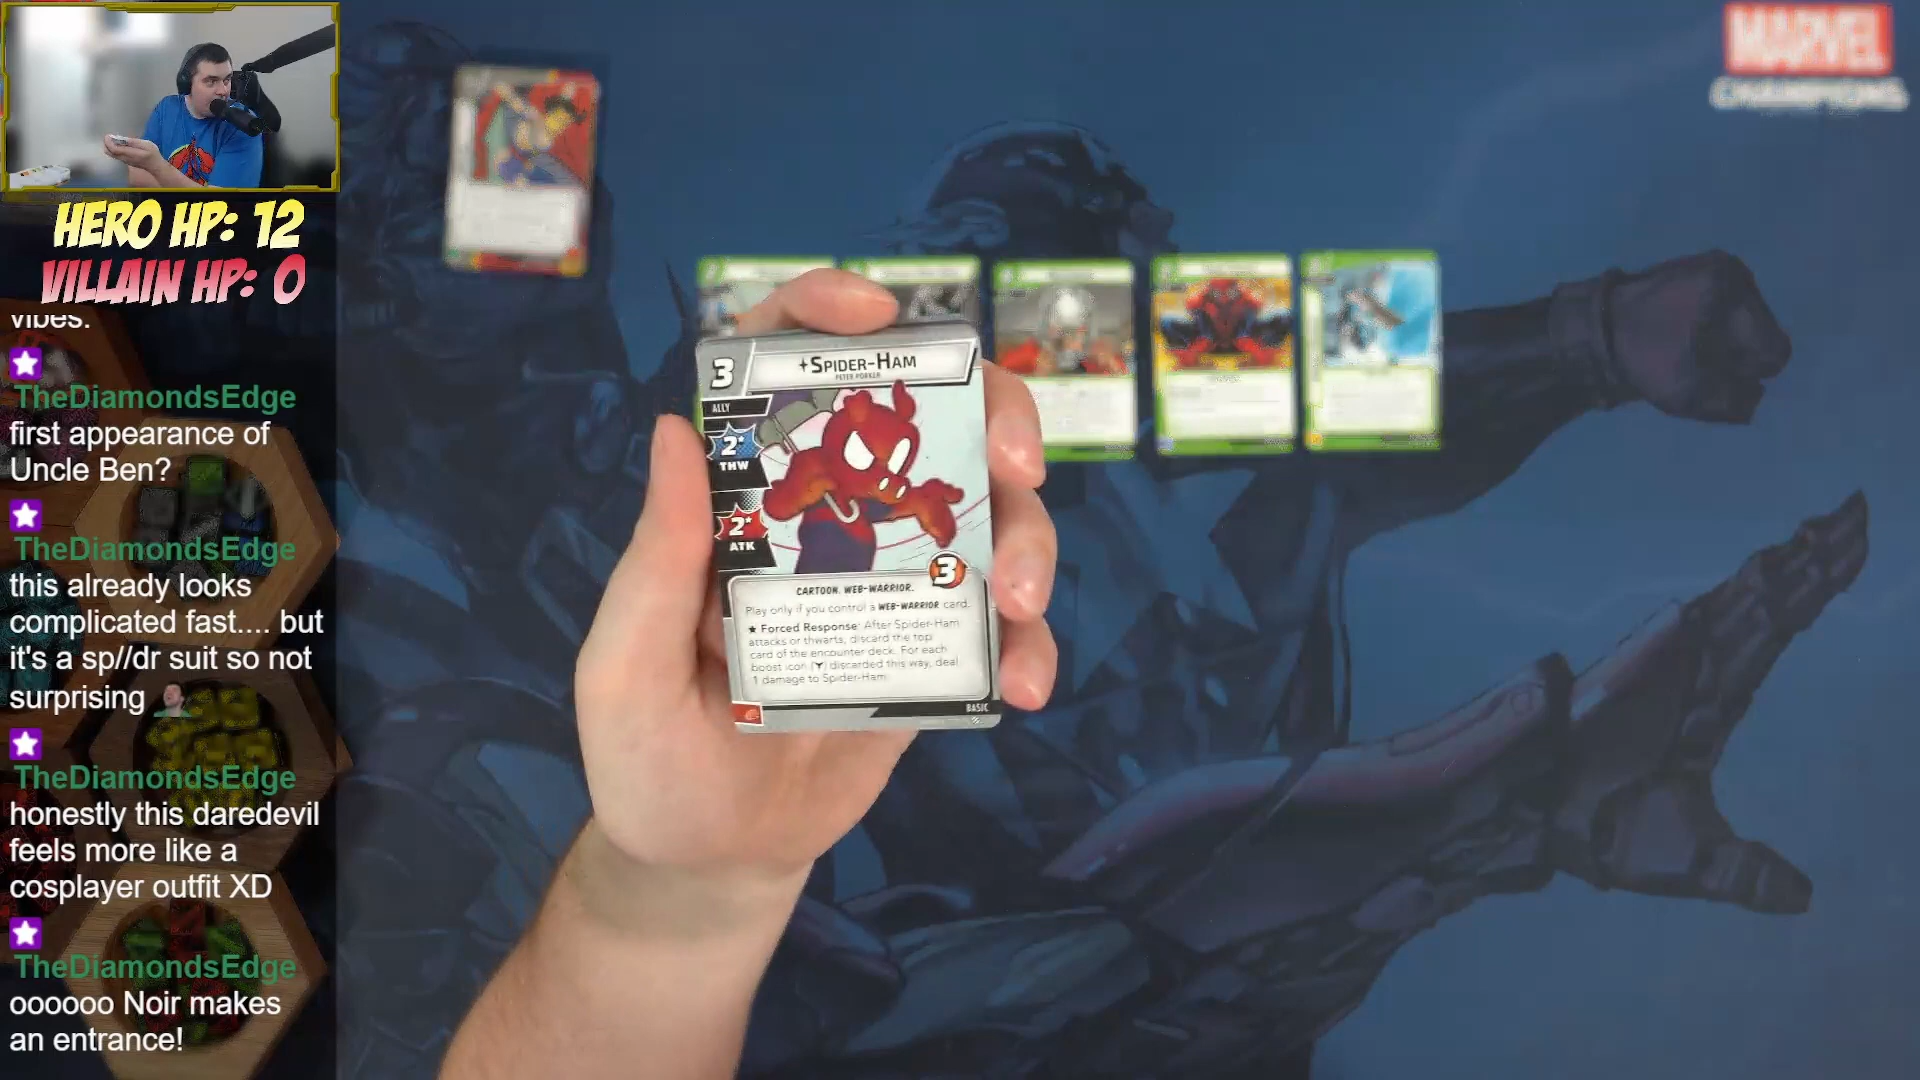 MARVEL
CHAMPIONS
HERO HP: 12
VILLAIN HP: 0
vibes.
TheDiamondsEdge
first appearance of
Uncle Ben?
TheDiamondsEdge
this already looks
complicated fast.... but
it's a sp//dr suit so not
surprising
TheDiamondsEdge
honestly this daredevil
feels more like a
cosplayer outfit XD
TheDiamondsEdge
oooooo Noir makes
an entrance!
3
SPIDER-HAM
PETER PORKER
ALLY
2*
THW
2*
ATK
3
CARTOON. WEB-WARRIOR.
Play only if you control a WEB-WARRIOR card.
★ Forced Response: After Spider-Ham
attacks or thwarts, discard the top
card of the encounter deck. For each
boost icon ( ) discarded this way, deal
1 damage to Spider-Ham.
BASIC